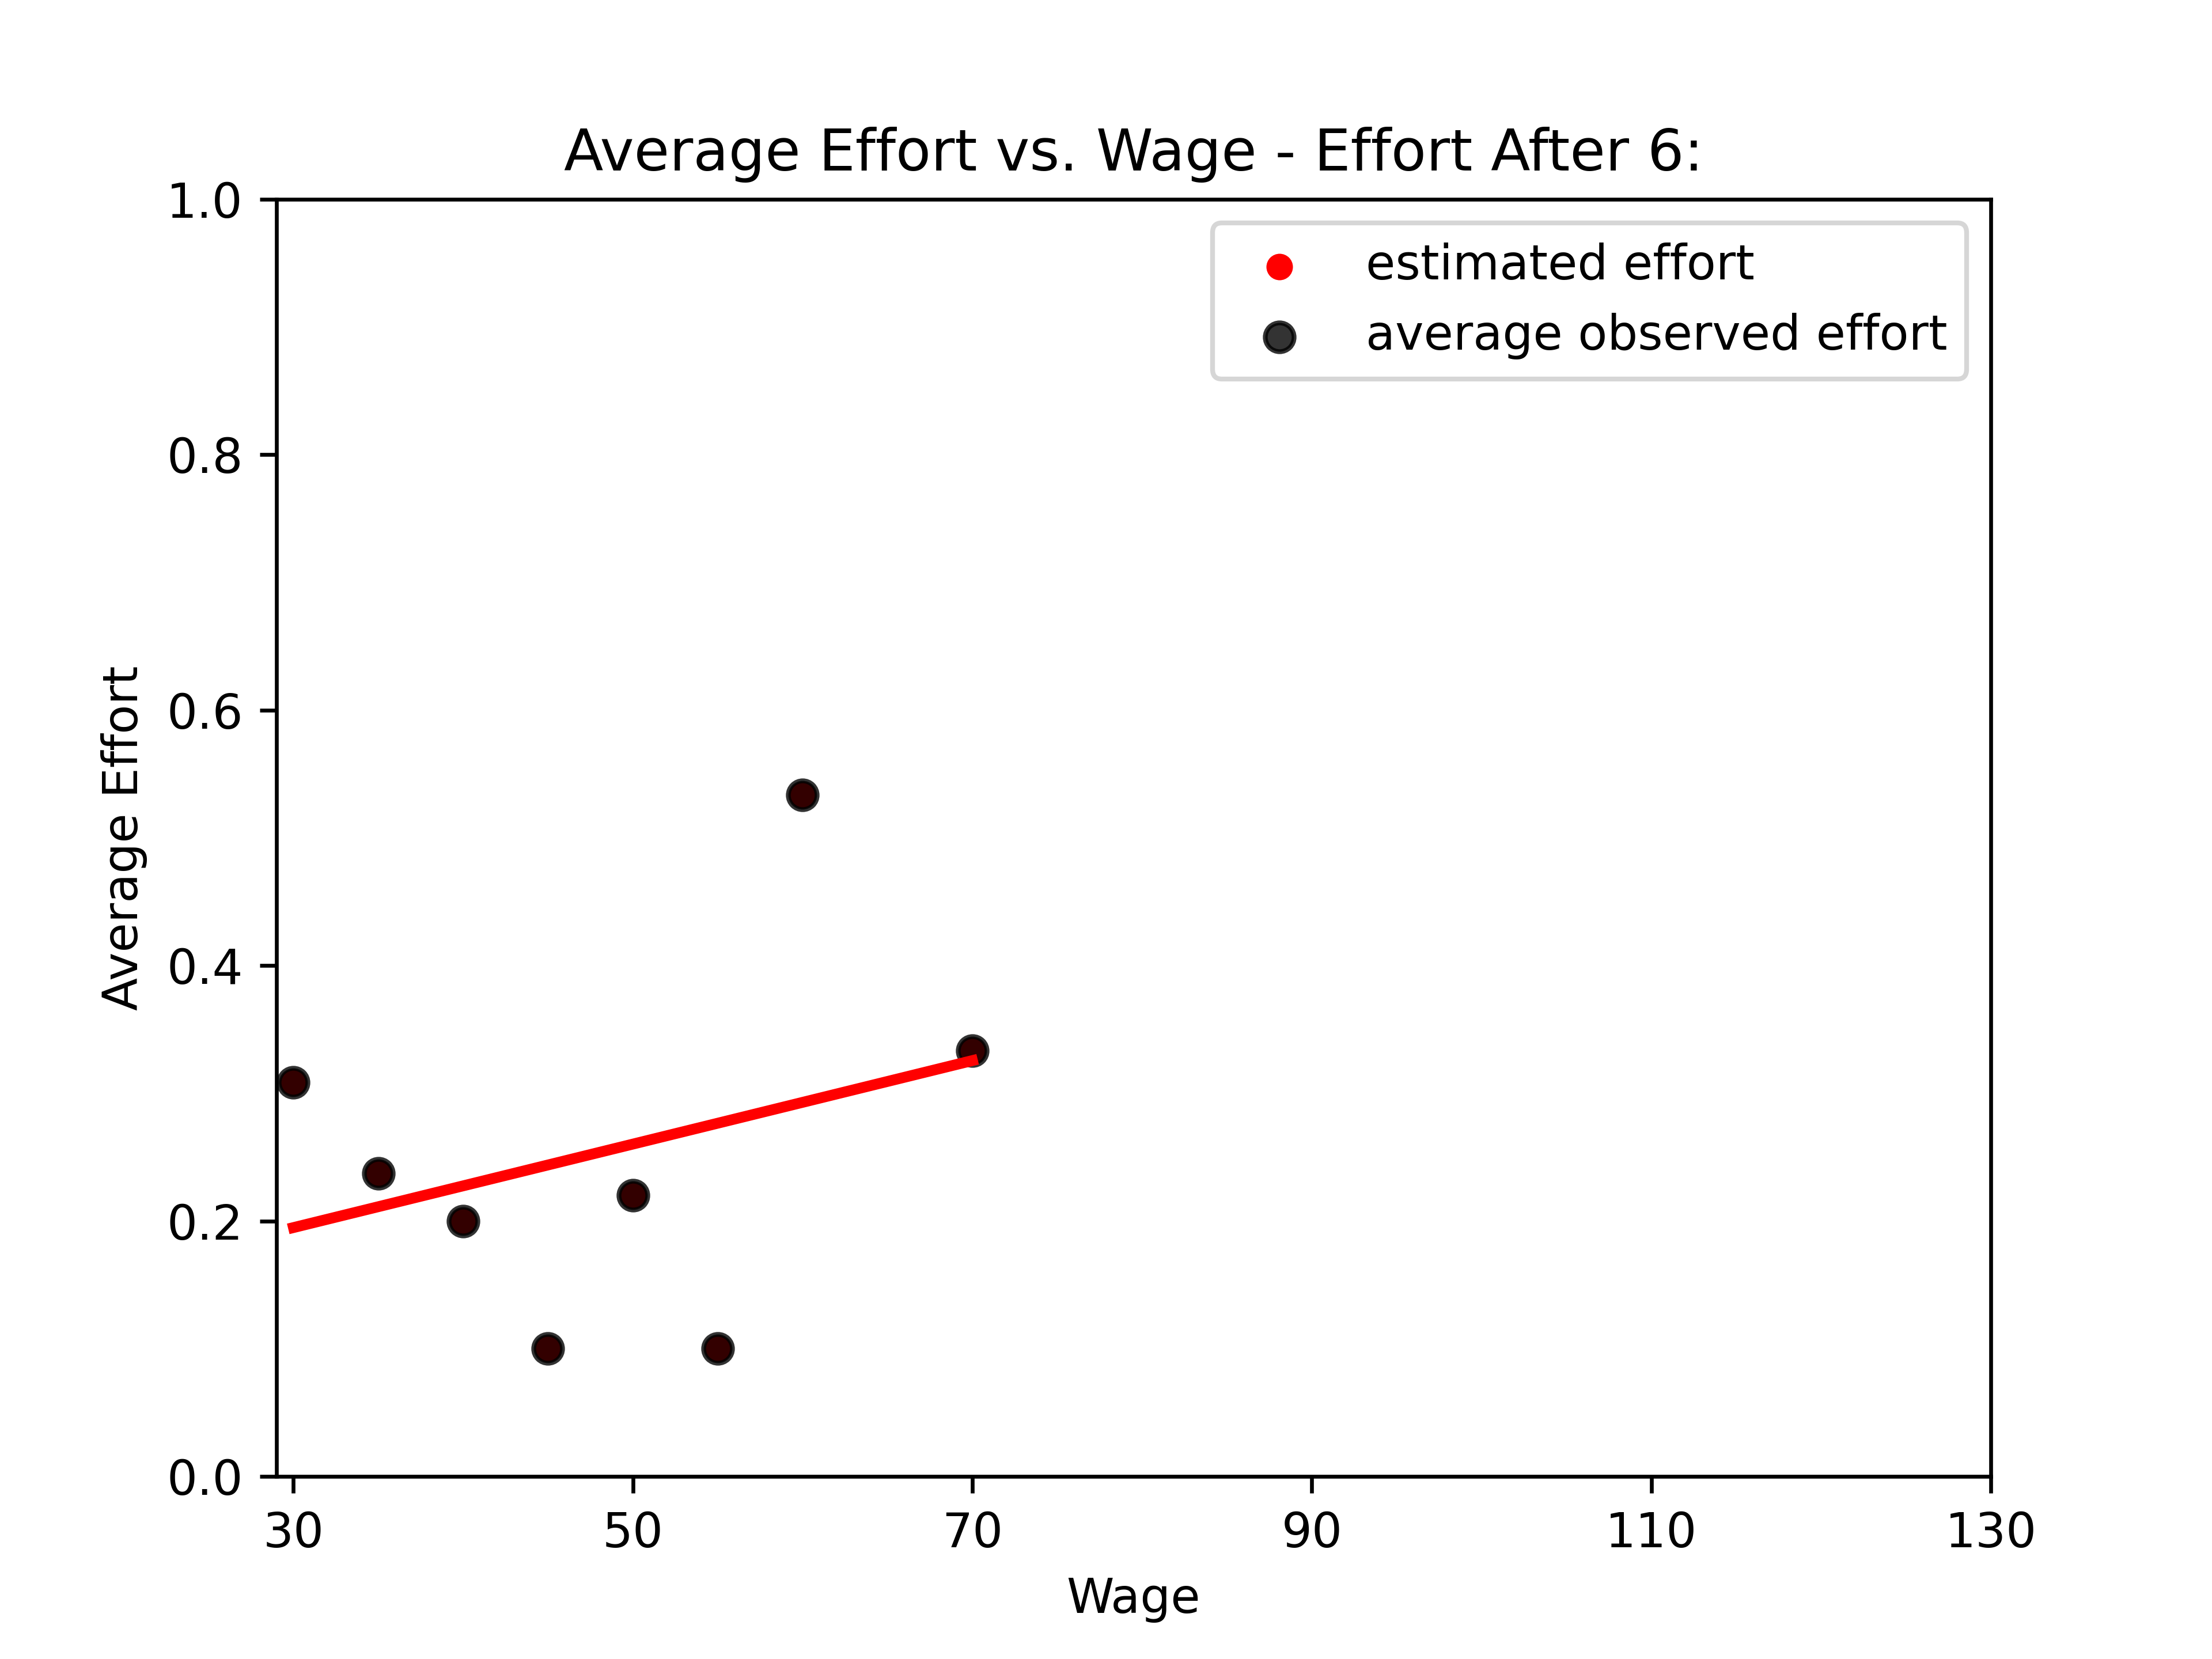 Average Effort vs. Wage - Effort After 6:
estimated effort
average observed effort
1.0
0.8
0.6
0.4
0.2
0.0
Average Effort
30 50 70 90 110 130
Wage